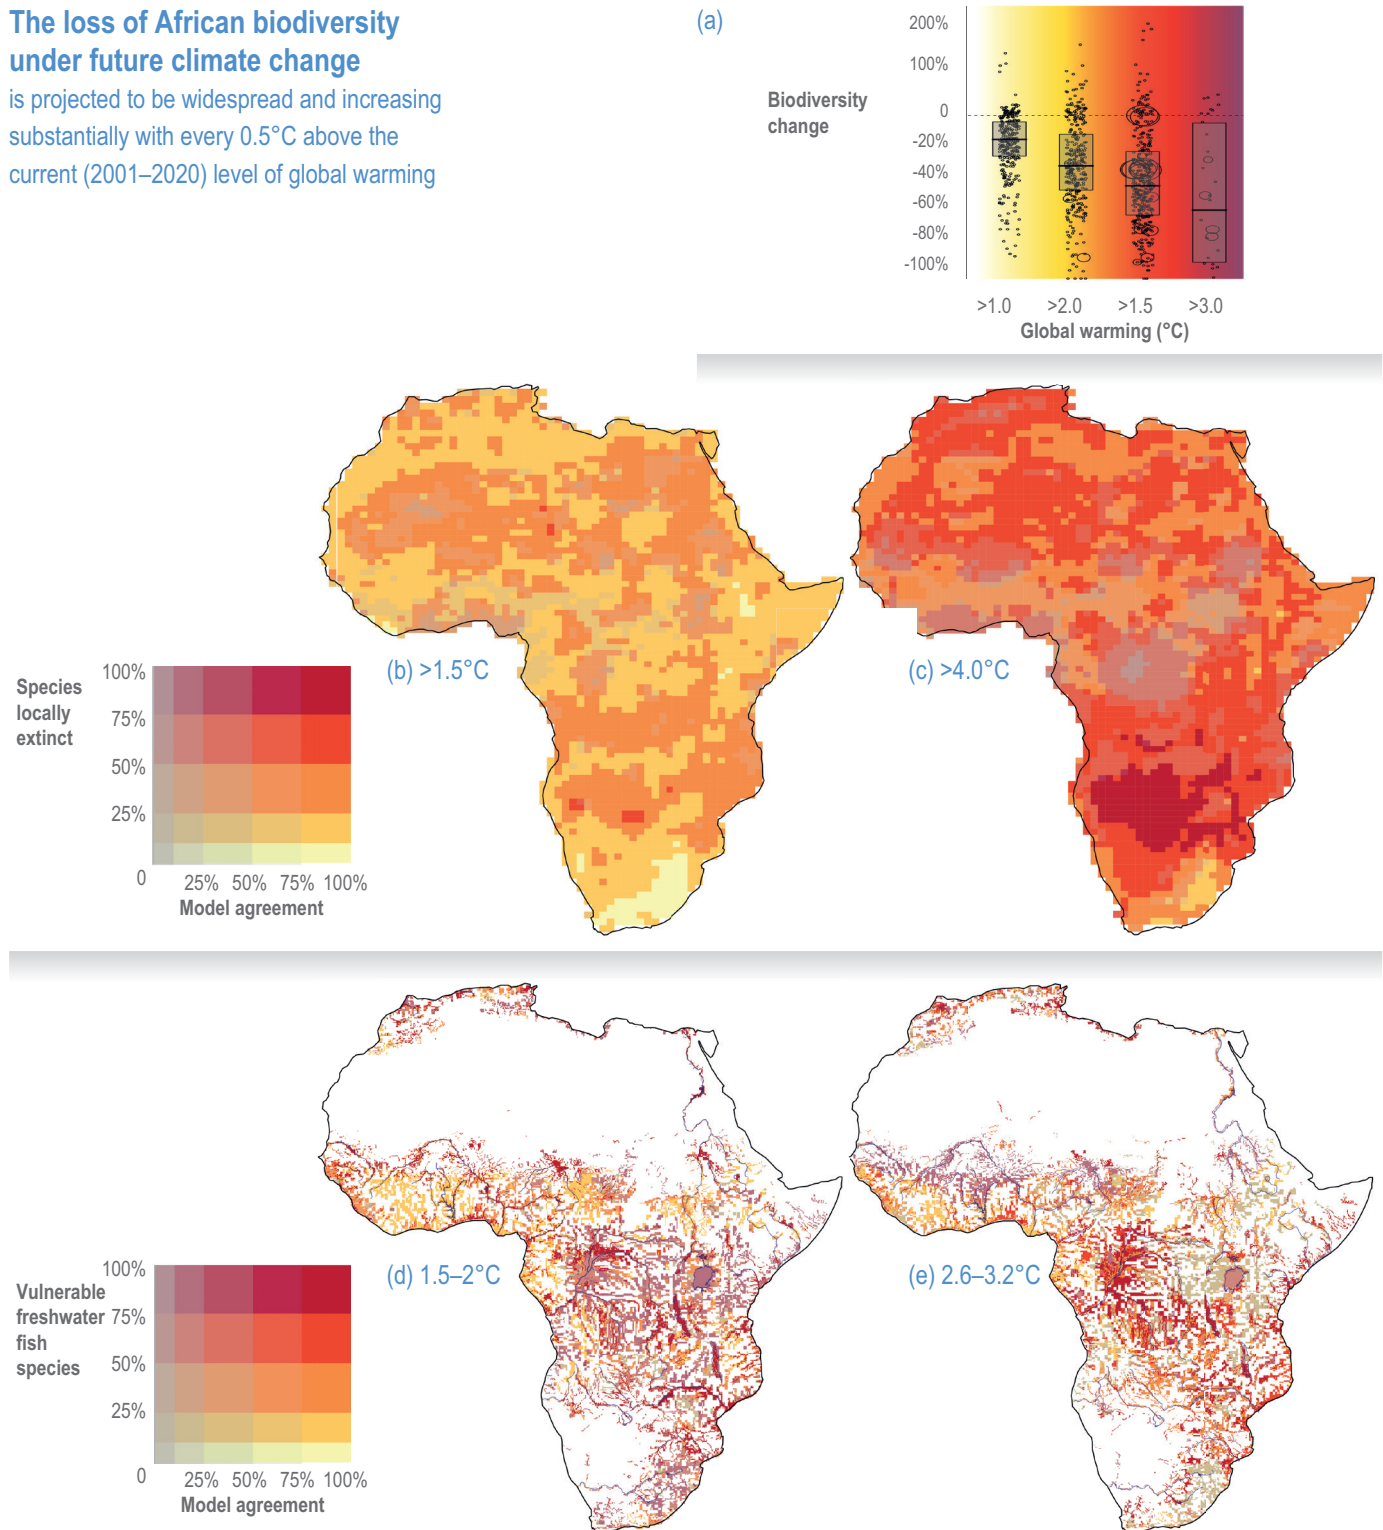 The loss of African biodiversity
under future climate change
is projected to be widespread and increasing
substantially with every 0.5°C above the
current (2001–2020) level of global warming
(a)
Biodiversity
change
200%
100%
0
-20%
-40%
-60%
-80%
-100%
>1.0 >2.0 >1.5 >3.0
Global warming (°C)
(b) >1.5°C
(c) >4.0°C
Species
locally
extinct
100%
75%
50%
25%
0
25% 50% 75% 100%
Model agreement
(d) 1.5–2°C
(e) 2.6–3.2°C
Vulnerable
freshwater
fish
species
100%
75%
50%
25%
0
25% 50% 75% 100%
Model agreement